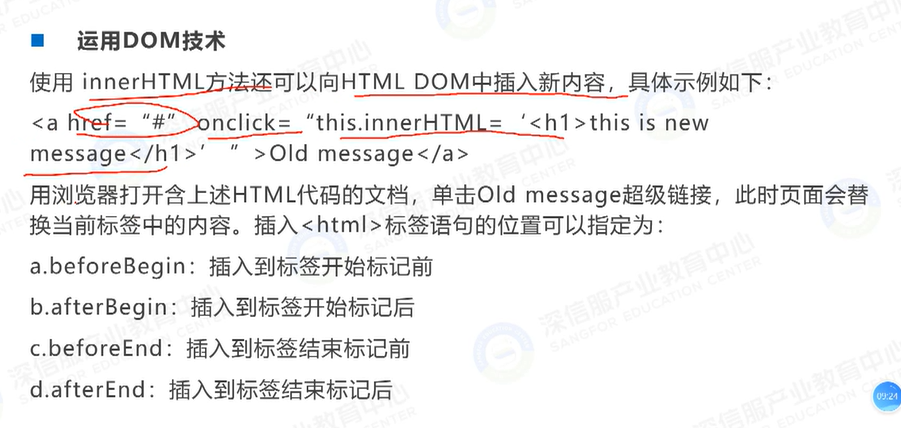 运用DOM技术
使用 innerHTML方法还可以向HTML DOM中插入新内容，具体示例如下：
<a href=“#” onclick=“this.innerHTML=‘<h1>this is new
message</h1>’ ”>Old message</a>
用浏览器打开含上述HTML代码的文档，单击Old message超级链接，此时页面会替
换当前标签中的内容。插入<html>标签语句的位置可以指定为：
a.beforeBegin：插入到标签开始标记前
b.afterBegin：插入到标签开始标记后
c.beforeEnd：插入到标签结束标记前
d.afterEnd：插入到标签结束标记后
09:24
深信服产业教育中心
SANGFOR EDUCATION CENTER